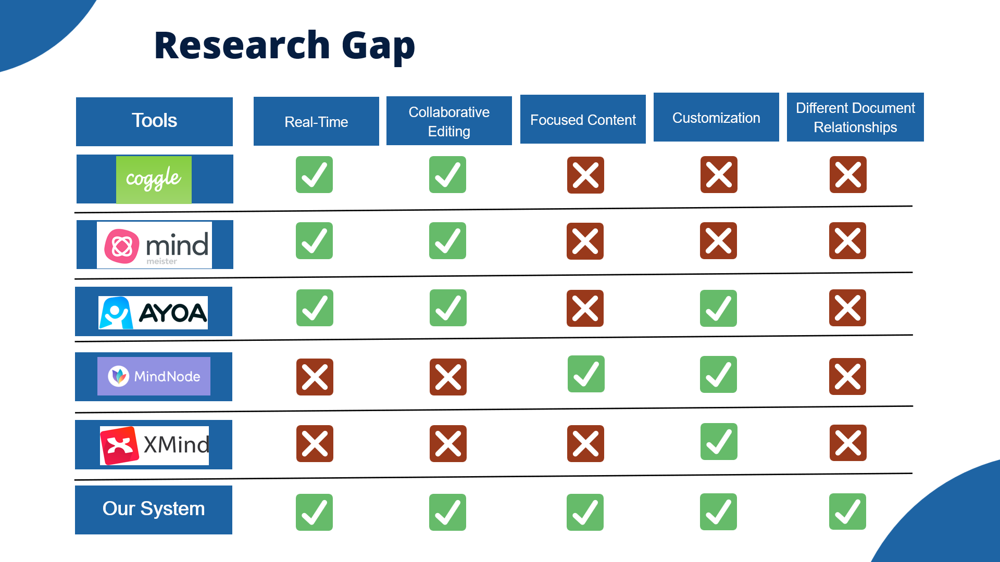 Research Gap
Tools
Real-Time
Collaborative
Editing
Focused Content
Customization
Different Document
Relationships
coggle
mind
meister
AYOA
MindNode
XMind
Our System